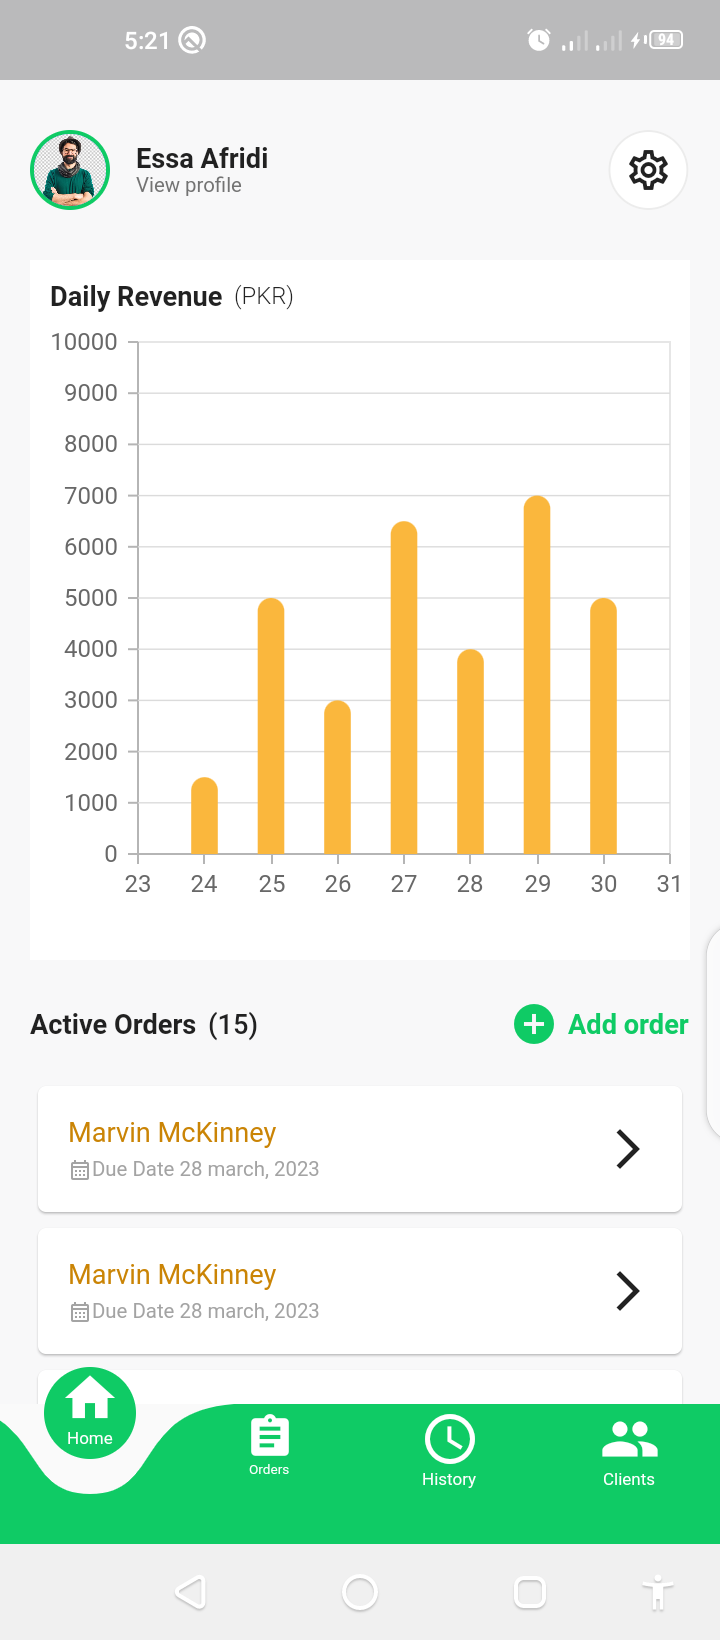 5:21
94
Essa Afridi
View profile
Daily Revenue (PKR)
10000
9000
8000
7000
6000
5000
4000
3000
2000
1000
0
23 24 25 26 27 28 29 30 31
Active Orders (15)
Add order
Marvin McKinney
Due Date 28 march, 2023
Marvin McKinney
Due Date 28 march, 2023
Home
Orders
History
Clients